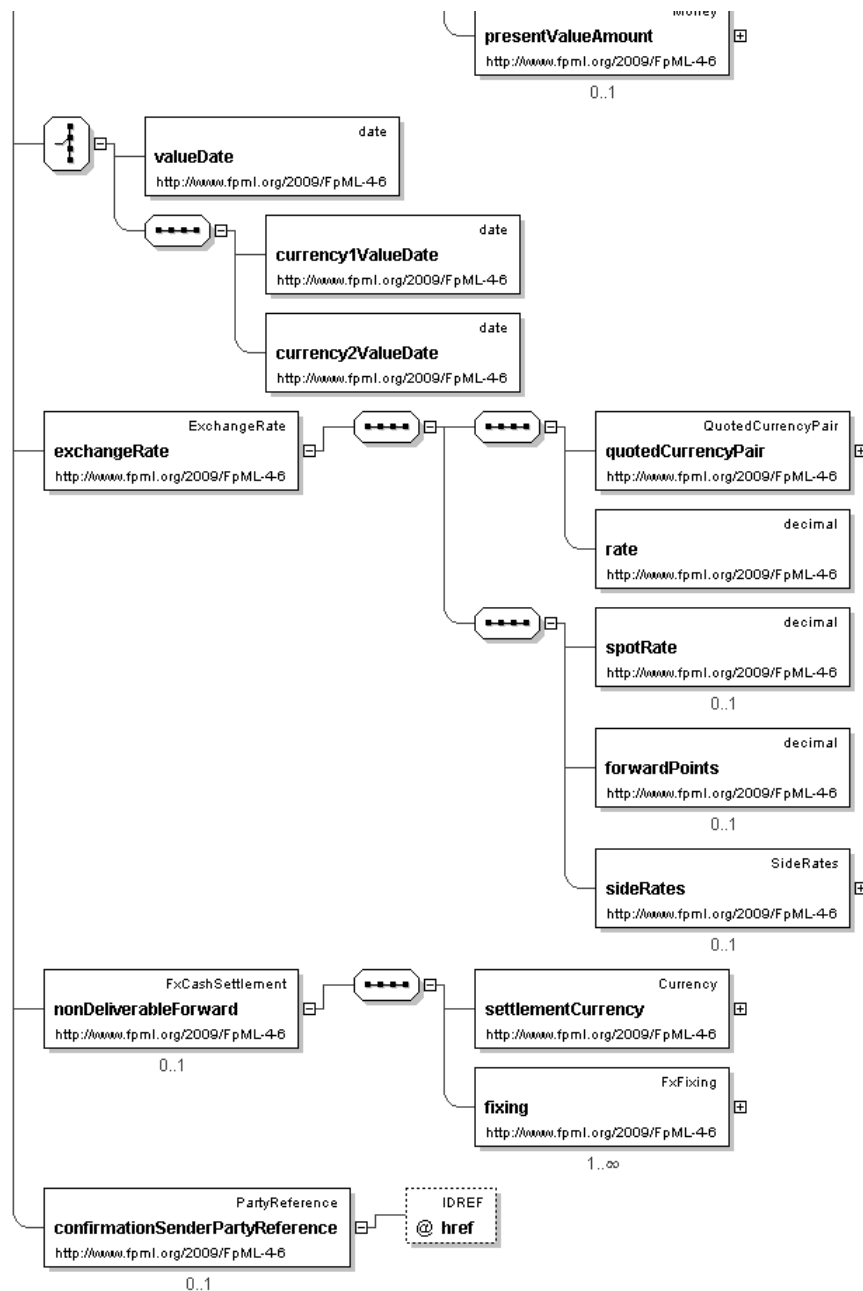 Money
presentValueAmount
http://www.fpml.org/2009/FpML-4-6
0..1
date
valueDate
http://www.fpml.org/2009/FpML-4-6
date
currency1ValueDate
http://www.fpml.org/2009/FpML-4-6
date
currency2ValueDate
http://www.fpml.org/2009/FpML-4-6
ExchangeRate
exchangeRate
http://www.fpml.org/2009/FpML-4-6
QuotedCurrencyPair
quotedCurrencyPair
http://www.fpml.org/2009/FpML-4-6
decimal
rate
http://www.fpml.org/2009/FpML-4-6
decimal
spotRate
http://www.fpml.org/2009/FpML-4-6
0..1
decimal
forwardPoints
http://www.fpml.org/2009/FpML-4-6
0..1
SideRates
sideRates
http://www.fpml.org/2009/FpML-4-6
0..1
FxCashSettlement
nonDeliverableForward
http://www.fpml.org/2009/FpML-4-6
0..1
Currency
settlementCurrency
http://www.fpml.org/2009/FpML-4-6
FxFixing
fixing
http://www.fpml.org/2009/FpML-4-6
1..∞
PartyReference
confirmationSenderPartyReference
http://www.fpml.org/2009/FpML-4-6
0..1
IDREF
@ href